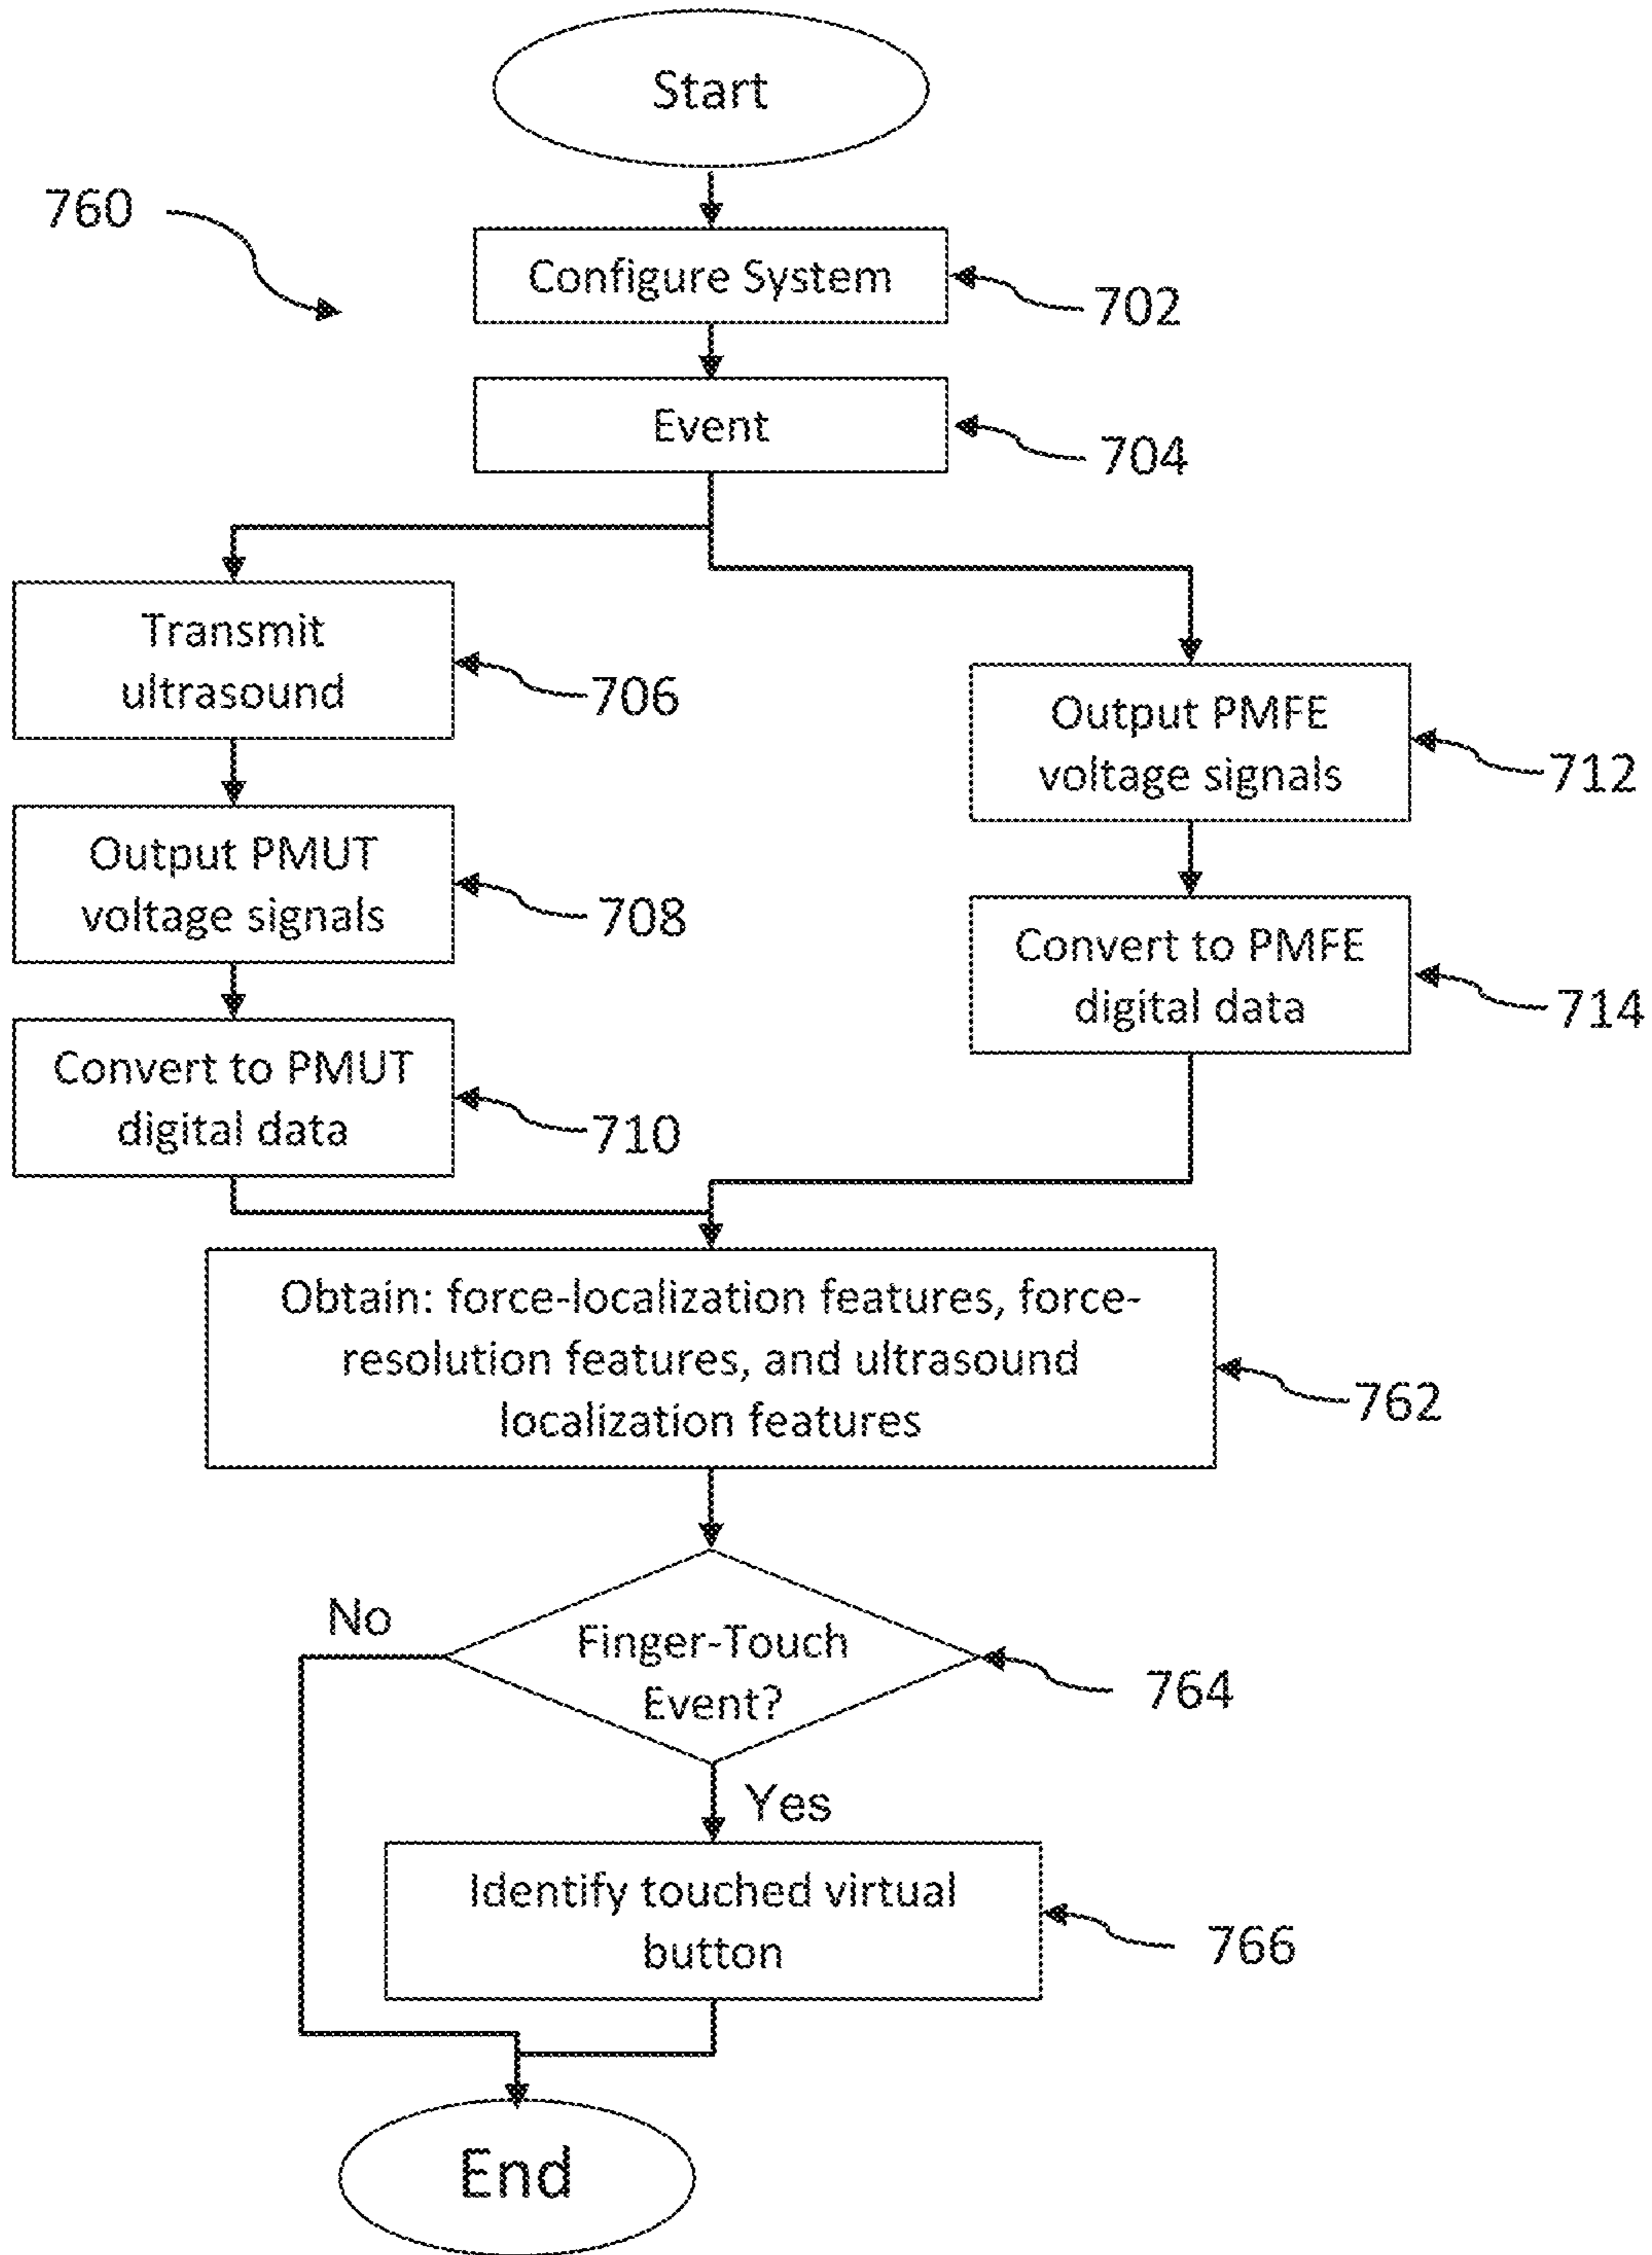 Start
760
Configure System
702
Event
704
Transmit
ultrasound
706
Output PMUT
voltage signals
708
Convert to PMUT
digital data
710
Output PMFE
voltage signals
712
Convert to PMFE
digital data
714
Obtain: force-localization features, force-
resolution features, and ultrasound
localization features
762
Finger-Touch
Event?
764
No
Yes
Identify touched virtual
button
766
End